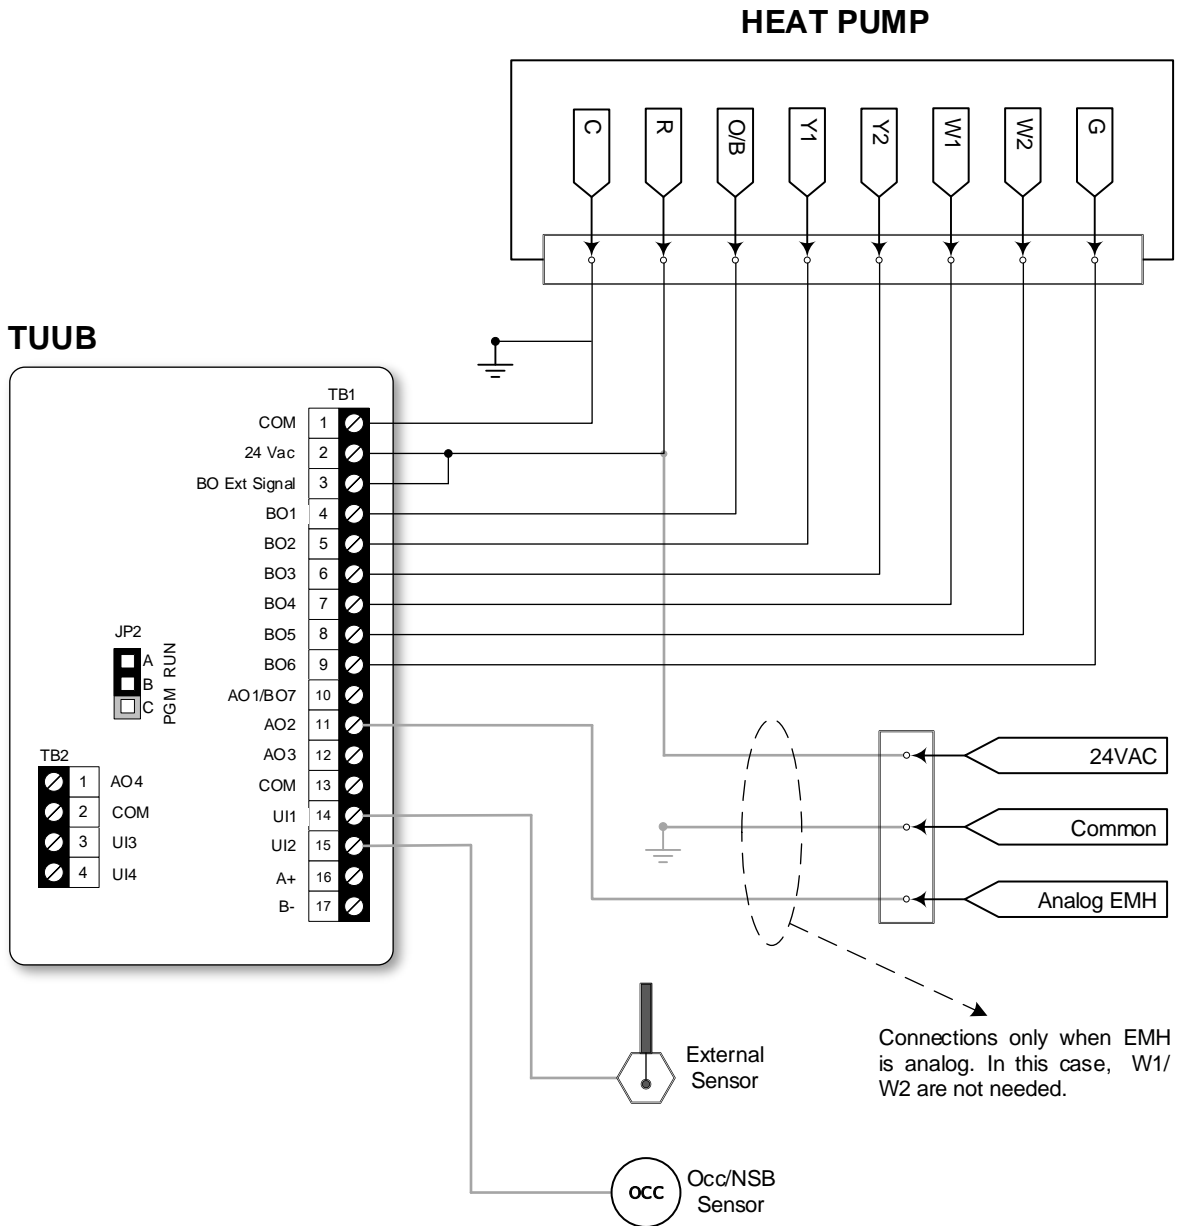 HEAT PUMP
C
R
O/B
Y1
Y2
W1
W2
G
TUUB
TB1
COM 1
24 Vac 2
BO Ext Signal 3
BO1 4
BO2 5
BO3 6
BO4 7
BO5 8
BO6 9
AO1/BO7 10
AO2 11
AO3 12
COM 13
UI1 14
UI2 15
A+ 16
B- 17
JP2
A
B
C
PGM RUN
TB2
1 AO4
2 COM
3 UI3
4 UI4
24VAC
Common
Analog EMH
Connections only when EMH
is analog. In this case, W1/
W2 are not needed.
External
Sensor
OCC
Occ/NSB
Sensor